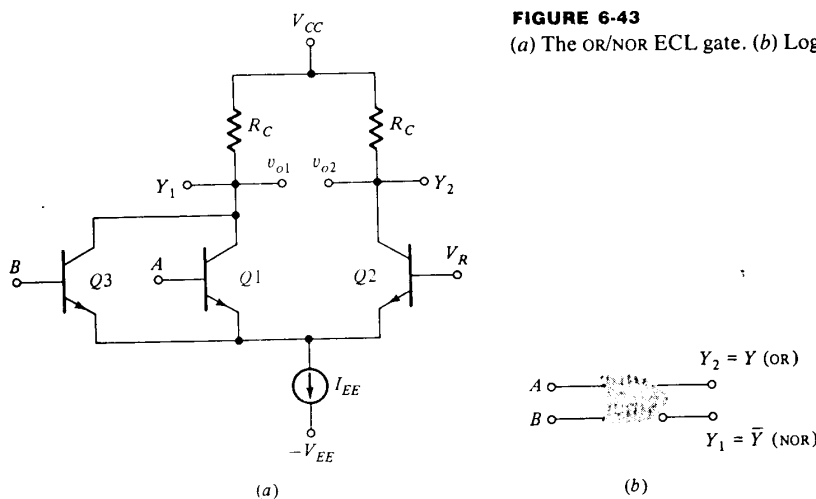 FIGURE 6-43
(a) The OR/NOR ECL gate. (b) Log
V_CC
R_C
R_C
Y_1
v_o1
v_o2
Y_2
B
Q3
A
Q1
Q2
V_R
I_EE
-V_EE
(a)
A
B
Y_2 = Y (OR)
Y_1 = Y̅ (NOR)
(b)